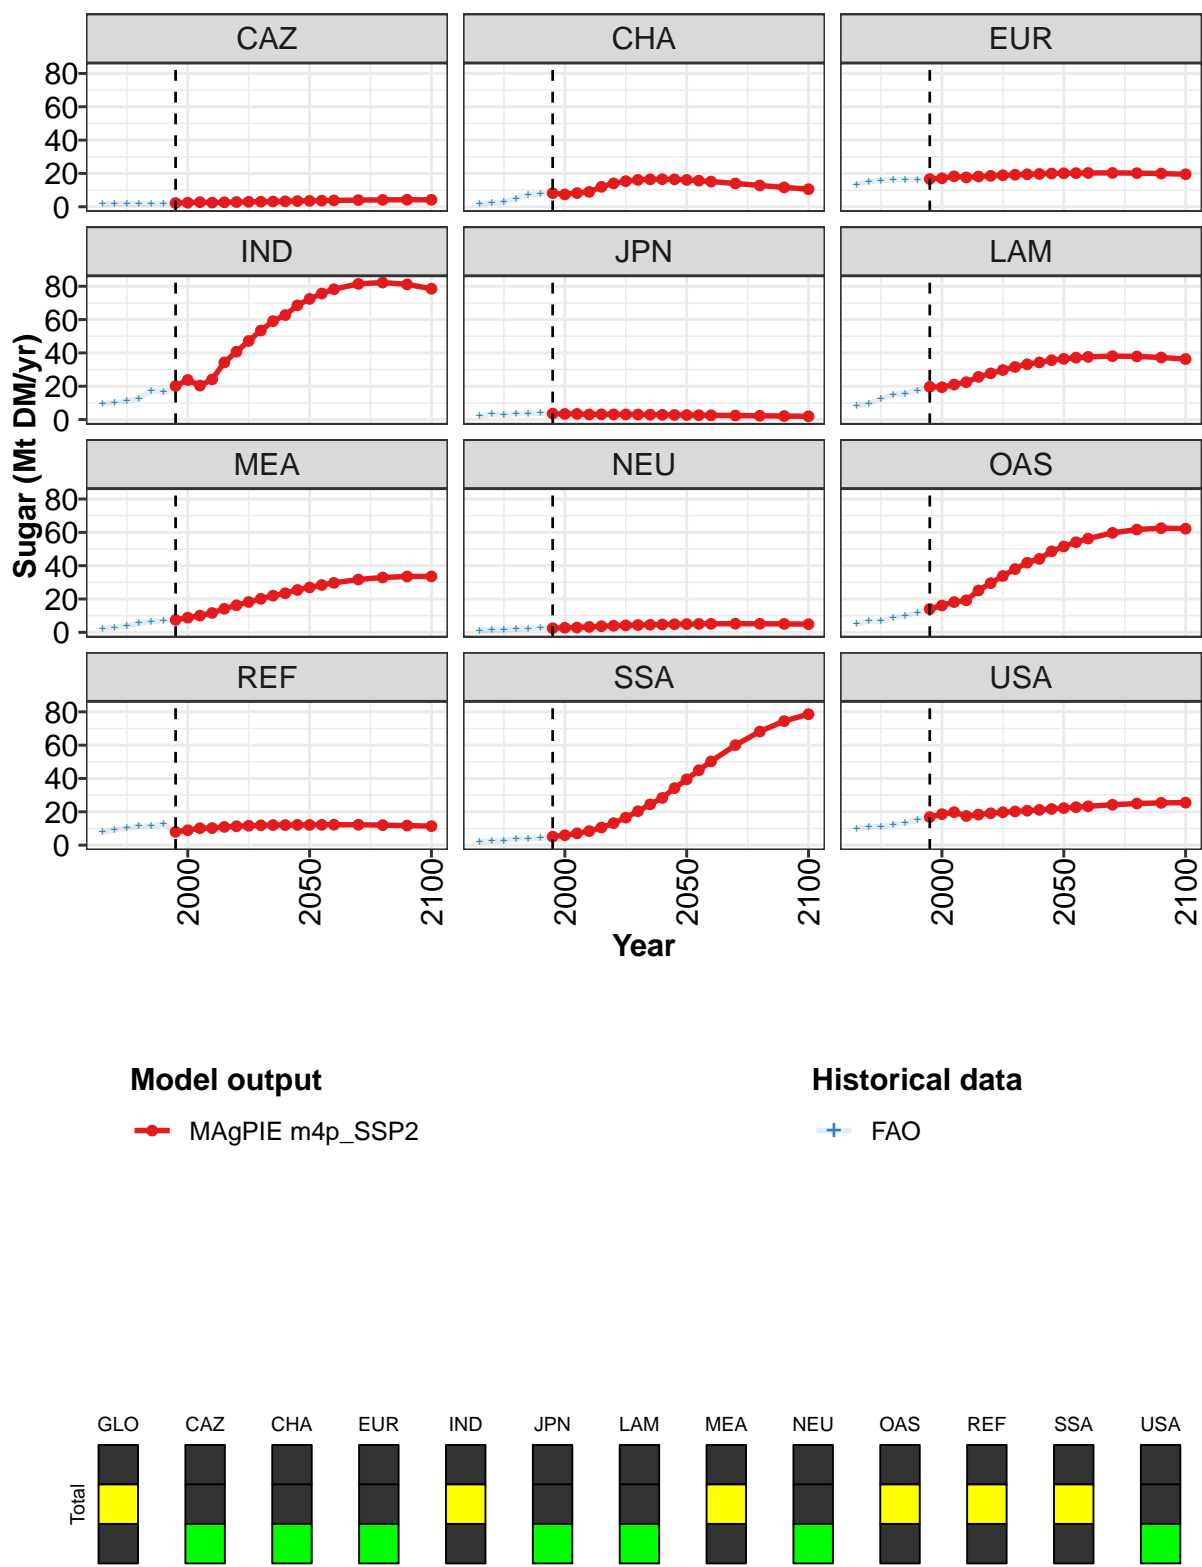 CAZ CHA EUR
80
60
40
20
0
IND JPN LAM
80
60
40
20
0
MEA NEU OAS
80
60
40
20
0
REF SSA USA
80
60
40
20
0
Sugar (Mt DM/yr)
2000 2050 2100 2000 2050 2100 2000 2050 2100
Year
Model output
MAgPIE m4p_SSP2
Historical data
FAO
GLO CAZ CHA EUR IND JPN LAM MEA NEU OAS REF SSA USA
Total